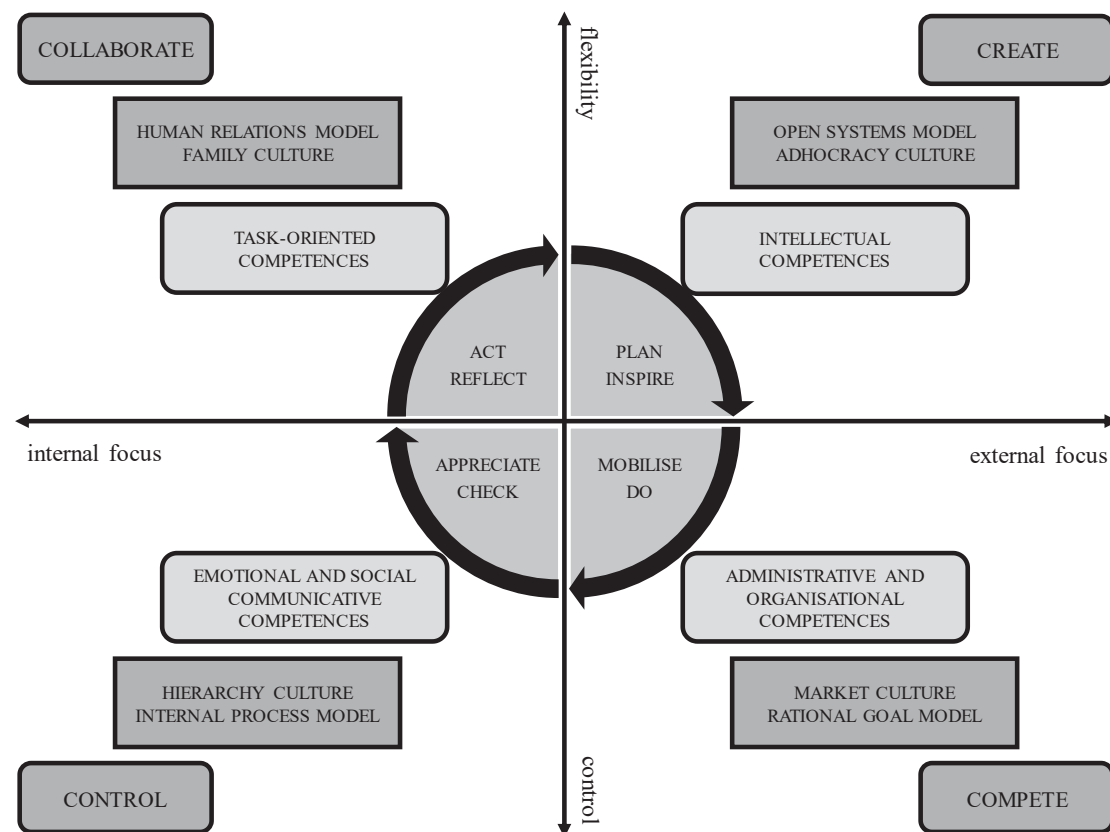 COLLABORATE
flexibility
CREATE
HUMAN RELATIONS MODEL
FAMILY CULTURE
OPEN SYSTEMS MODEL
ADHOCRACY CULTURE
TASK-ORIENTED
COMPETENCES
INTELLECTUAL
COMPETENCES
ACT
REFLECT
PLAN
INSPIRE
internal focus
external focus
APPRECIATE
CHECK
MOBILISE
DO
EMOTIONAL AND SOCIAL
COMMUNICATIVE
COMPETENCES
ADMINISTRATIVE AND
ORGANISATIONAL
COMPETENCES
HIERARCHY CULTURE
INTERNAL PROCESS MODEL
MARKET CULTURE
RATIONAL GOAL MODEL
CONTROL
control
COMPETE